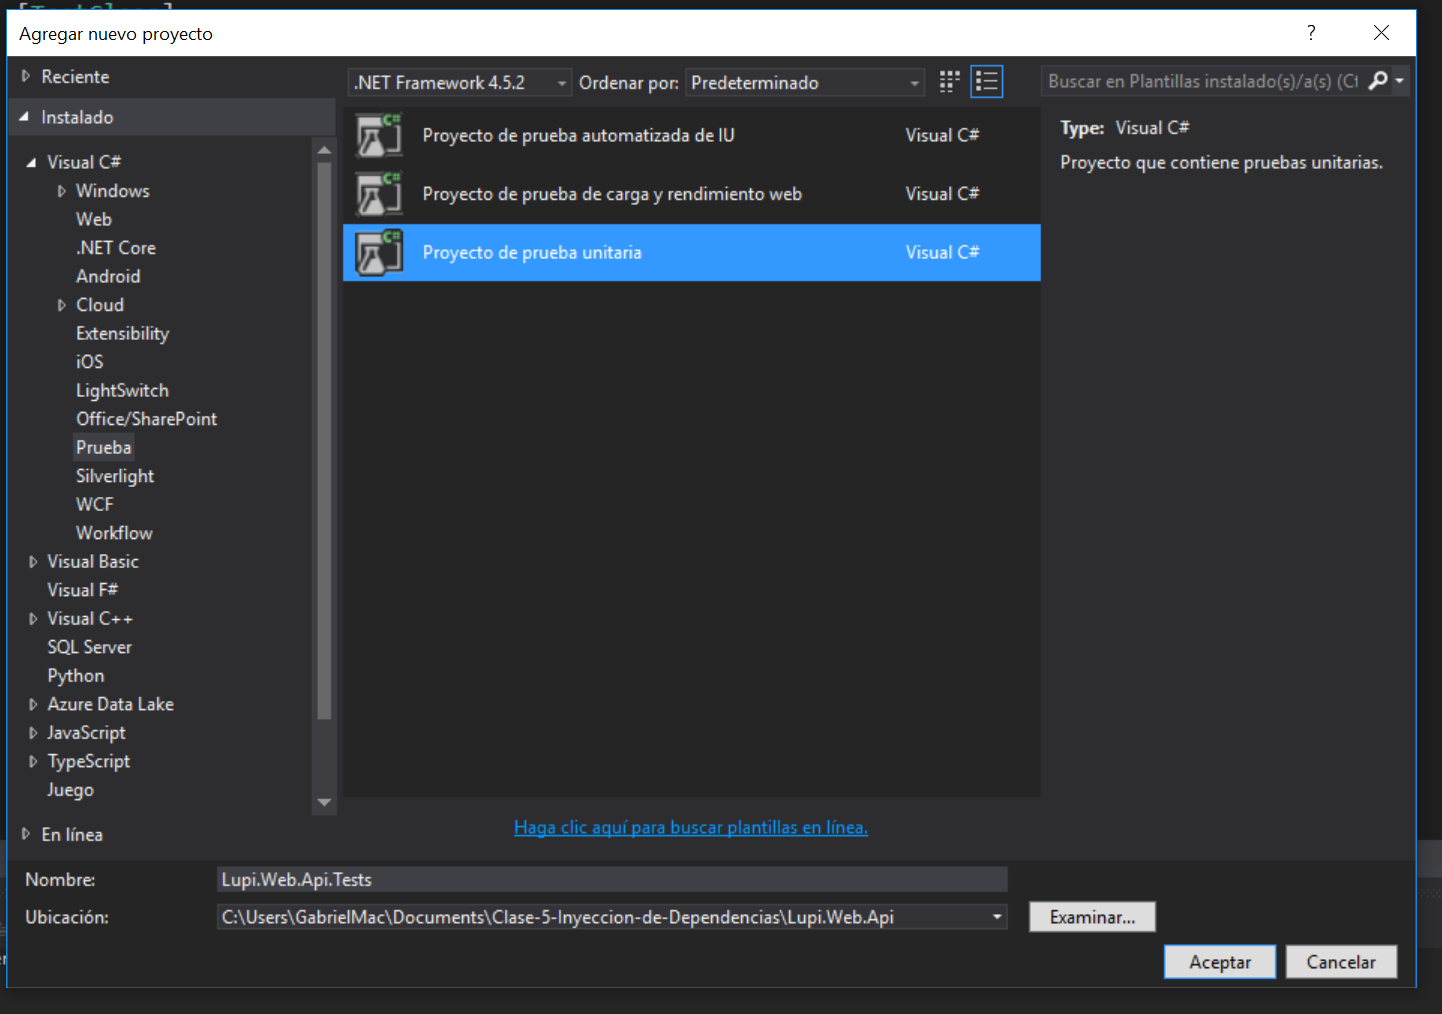 Agregar nuevo proyecto
?
Reciente
.NET Framework 4.5.2
Ordenar por:
Predeterminado
Buscar en Plantillas instalado(s)/a(s) (Ct
Instalado
Visual C#
Windows
Web
.NET Core
Android
Cloud
Extensibility
iOS
LightSwitch
Office/SharePoint
Prueba
Silverlight
WCF
Workflow
Visual Basic
Visual F#
Visual C++
SQL Server
Python
Azure Data Lake
JavaScript
TypeScript
Juego
En línea
Proyecto de prueba automatizada de IU Visual C#
Proyecto de prueba de carga y rendimiento web Visual C#
Proyecto de prueba unitaria Visual C#
Haga clic aquí para buscar plantillas en línea.
Type: Visual C#
Proyecto que contiene pruebas unitarias.
Nombre: Lupi.Web.Api.Tests
Ubicación: C:\Users\GabrielMac\Documents\Clase-5-Inyeccion-de-Dependencias\Lupi.Web.Api
Examinar...
Aceptar Cancelar